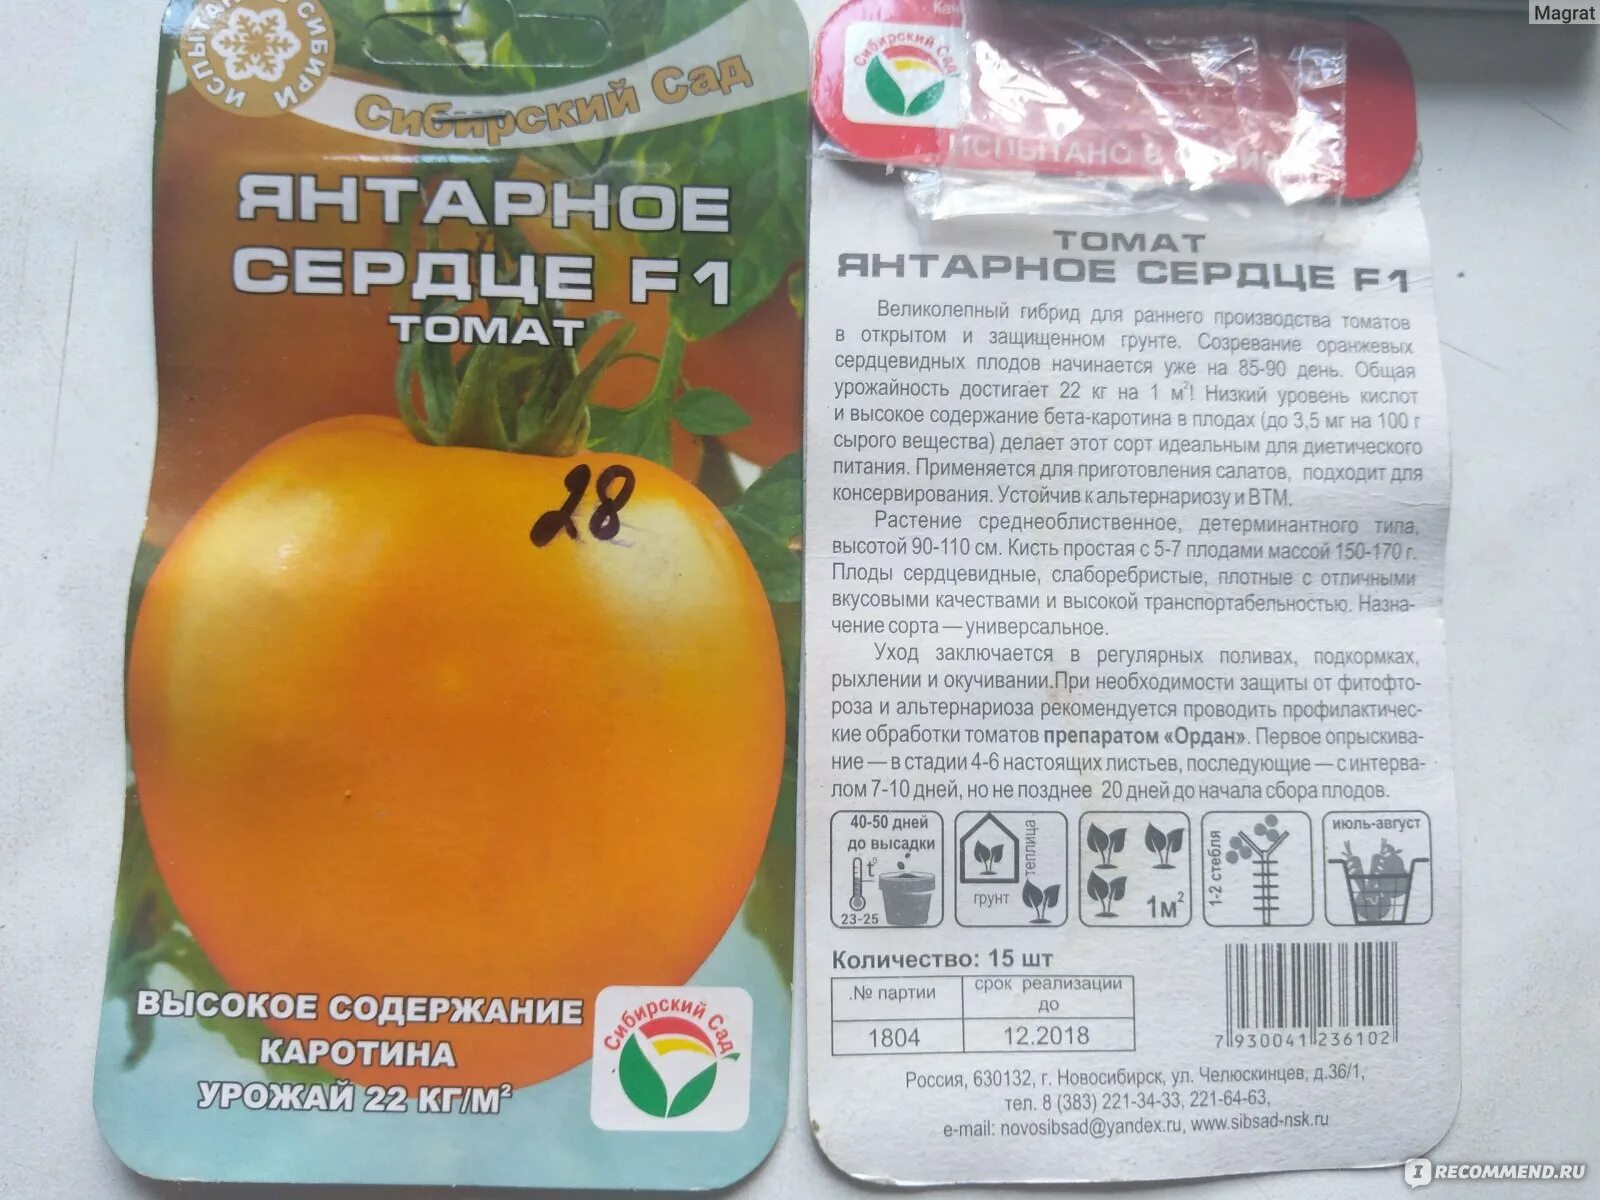 Magrat
ИСПЫТАНО В СИБИРИ
Сибирский Сад
ЯНТАРНОЕ
СЕРДЦЕ F1
ТОМАТ
28
ВЫСОКОЕ СОДЕРЖАНИЕ
КАРОТИНА
УРОЖАЙ 22 КГ/М²
Сибирский Сад
Сибирский Сад
ИСПЫТАНО В
ТОМАТ
ЯНТАРНОЕ СЕРДЦЕ F1
Великолепный гибрид для раннего производства томатов
в открытом и защищенном грунте. Созревание оранжевых
сердцевидных плодов начинается уже на 85-90 день. Общая
урожайность достигает 22 кг на 1 м²! Низкий уровень кислот
и высокое содержание бета-каротина в плодах (до 3,5 мг на 100 г
сырого вещества) делает этот сорт идеальным для диетического
питания. Применяется для приготовления салатов, подходит для
консервирования. Устойчив к альтернариозу и ВТМ.
Растение среднеоблиственное, детерминантного типа,
высотой 90-110 см. Кисть простая с 5-7 плодами массой 150-170 г.
Плоды сердцевидные, слаборебристые, плотные с отличными
вкусовыми качествами и высокой транспортабельностью. Назна-
чение сорта — универсальное.
Уход заключается в регулярных поливах, подкормках,
рыхлении и окучивании.При необходимости защиты от фитофто-
роза и альтернариоза рекомендуется проводить профилактичес-
кие обработки томатов препаратом «Ордан». Первое опрыскива-
ние — в стадии 4-6 настоящих листьев, последующие — с интерва-
лом 7-10 дней, но не позднее 20 дней до начала сбора плодов.
40-50 дней
до высадки
t°
23-25
грунт
теплица
1м²
1-2 стебля
июль-август
Количество: 15 шт
.№ партии
срок реализации
до
1804
12.2018
7 930041 236102
Россия, 630132, г. Новосибирск, ул. Челюскинцев, д.36/1,
тел. 8 (383) 221-34-33, 221-64-63,
e-mail: novosibsad@yandex.ru, www.sibsad-nsk.ru
IRECOMMEND.RU